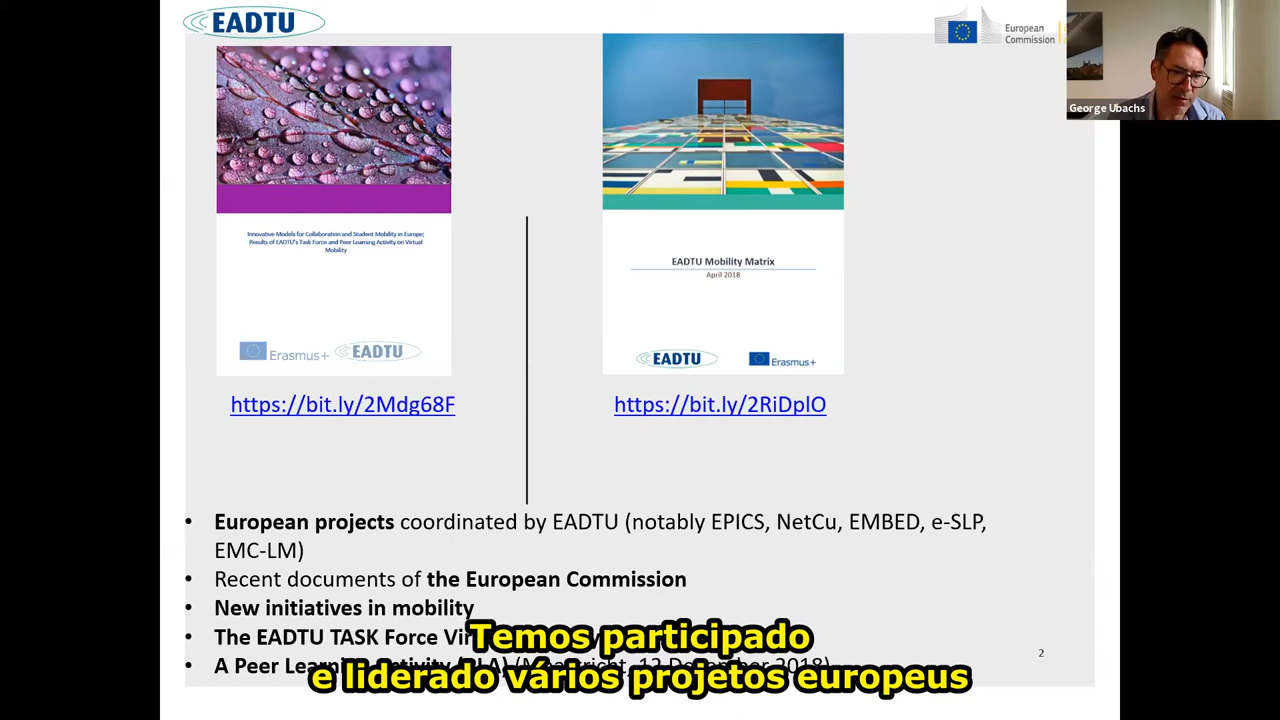 EADTU
European
Commission
George Ubachs
Innovative Models for Collaboration and Student Mobility in Europe;
Results of EADTU's Task Force and Peer Learning Activity on Virtual
Mobility
Erasmus+
EADTU
https://bit.ly/2Mdg68F
EADTU Mobility Matrix
April 2018
EADTU
Erasmus+
https://bit.ly/2RiDplO
• European projects coordinated by EADTU (notably EPICS, NetCu, EMBED, e-SLP,
EMC-LM)
• Recent documents of the European Commission
• New initiatives in mobility
• The EADTU TASK Force
• A Peer (Maastricht, 12 December 2018)
2
Temos participado
e liderado vários projetos europeus